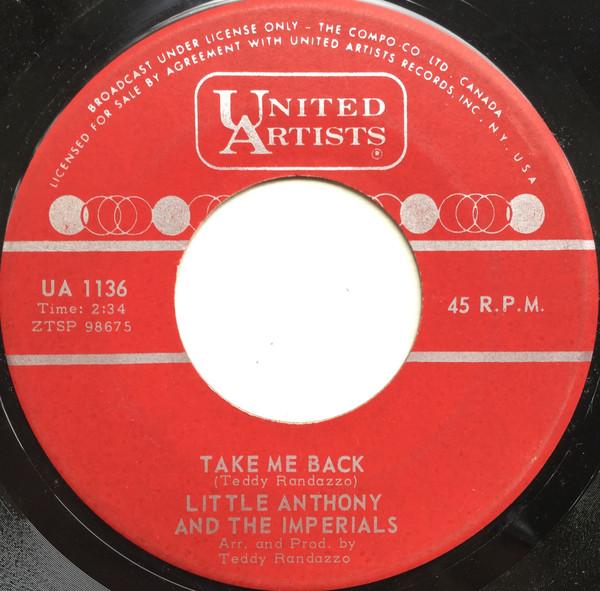 BROADCAST UNDER LICENSE ONLY - THE COMPO CO. LTD. CANADA
LICENSED FOR SALE BY AGREEMENT WITH UNITED ARTISTS RECORDS, INC., N.Y. USA
UNITED
ARTISTS
®
UA 1136
Time: 2:34
ZTSP 98675
45 R.P.M.
TAKE ME BACK
(Teddy Randazzo)
LITTLE ANTHONY
AND THE IMPERIALS
Arr. and Prod. by
Teddy Randazzo